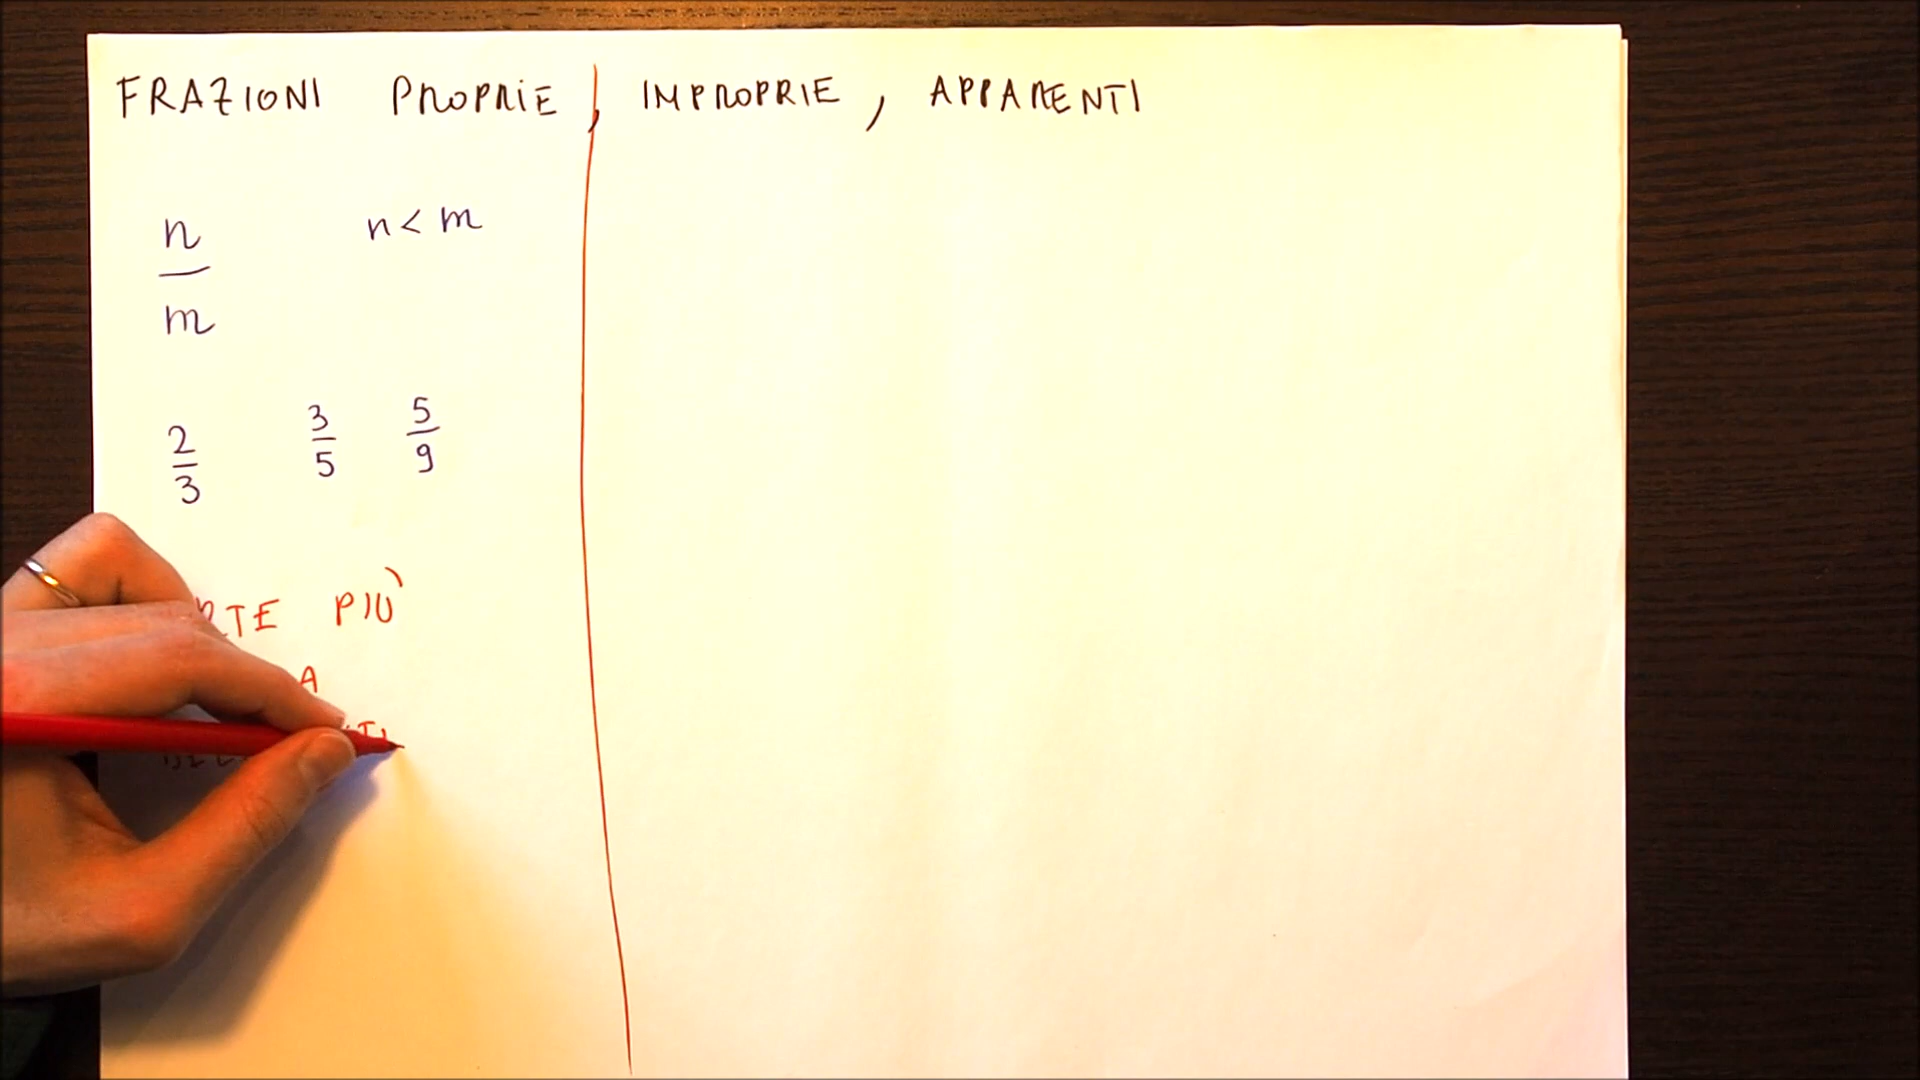 FRAZIONI PROPRIE, IMPROPRIE, APPARENTI
n/m n < m
2/3 3/5 5/9
PIÙ